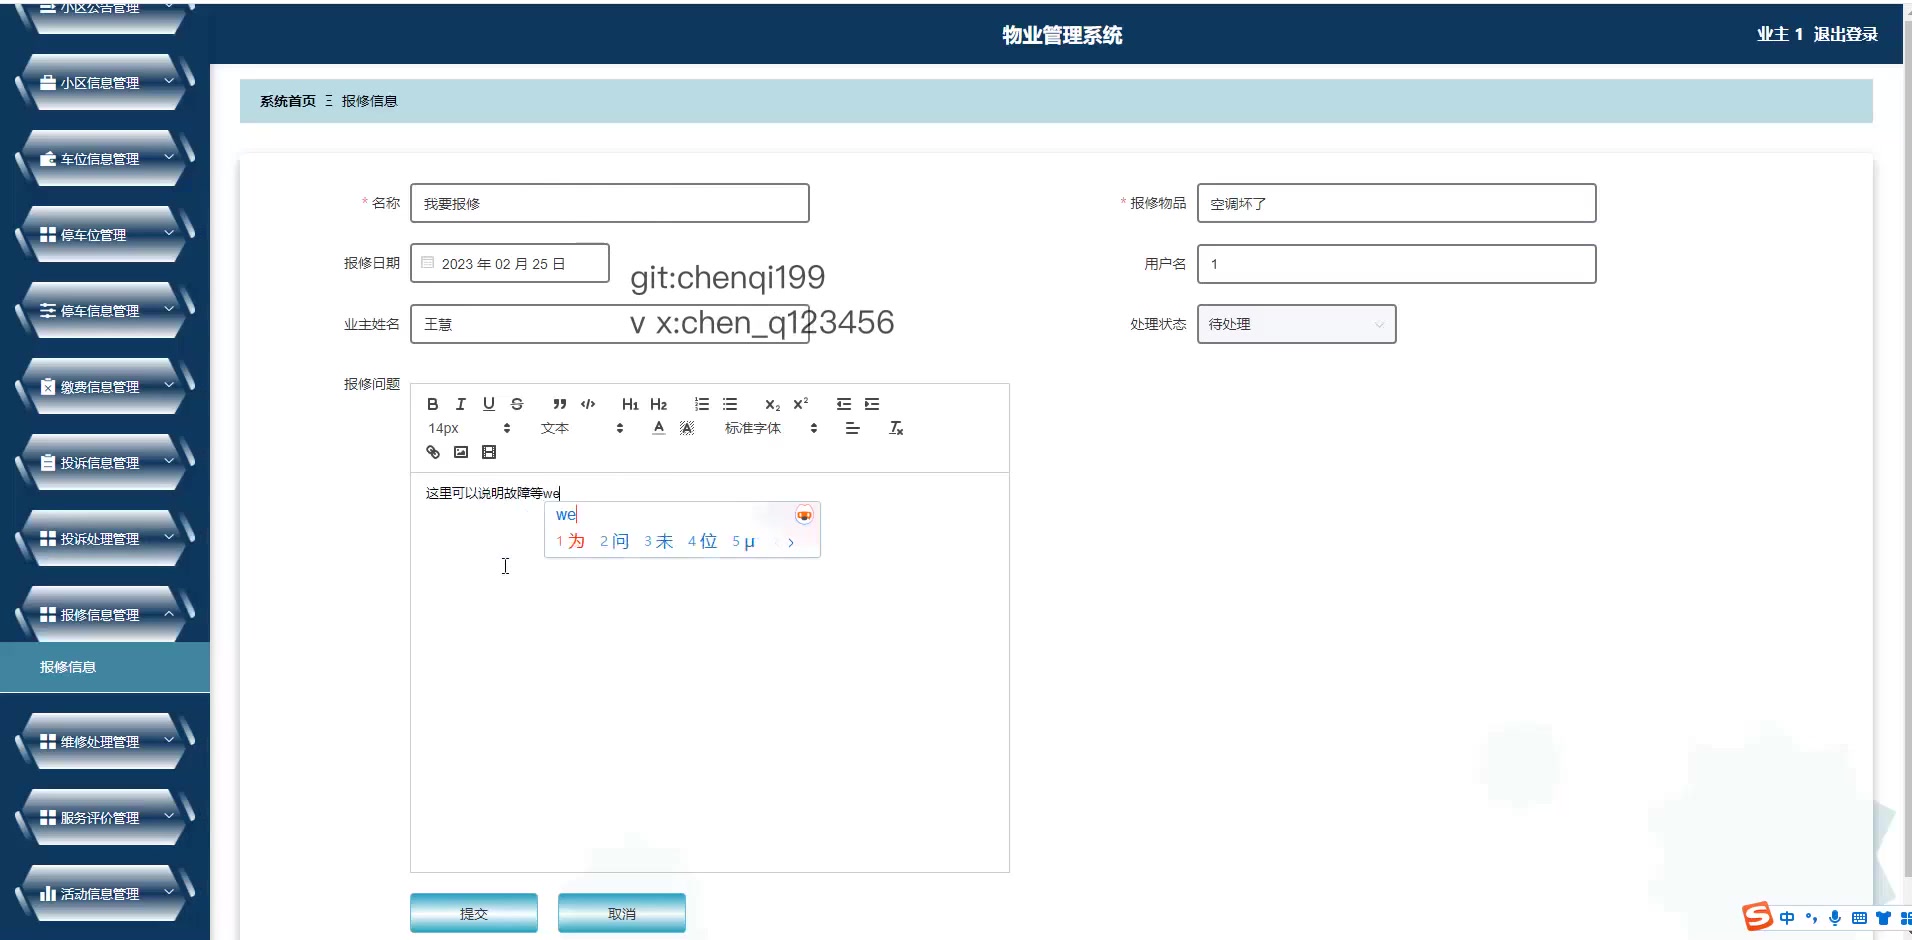 小区公告管理
物业管理系统
业主 1 退出登录
小区信息管理
系统首页 Ξ 报修信息
车位信息管理
停车位管理
停车信息管理
缴费信息管理
投诉信息管理
投诉处理管理
报修信息管理
报修信息
维修处理管理
服务评价管理
活动信息管理
* 名称 我要报修
* 报修物品 空调坏了
报修日期 2023 年 02 月 25 日
用户名 1
git:chenqi199
业主姓名 王慧
v x:chen_q123456
处理状态 待处理
报修问题
B I U S H1 H2 X2 X2
14px 文本 A A 标准字体 Tx
这里可以说明故障等we
we
1 为 2 问 3 未 4 位 5 μ
提交 取消
S 中